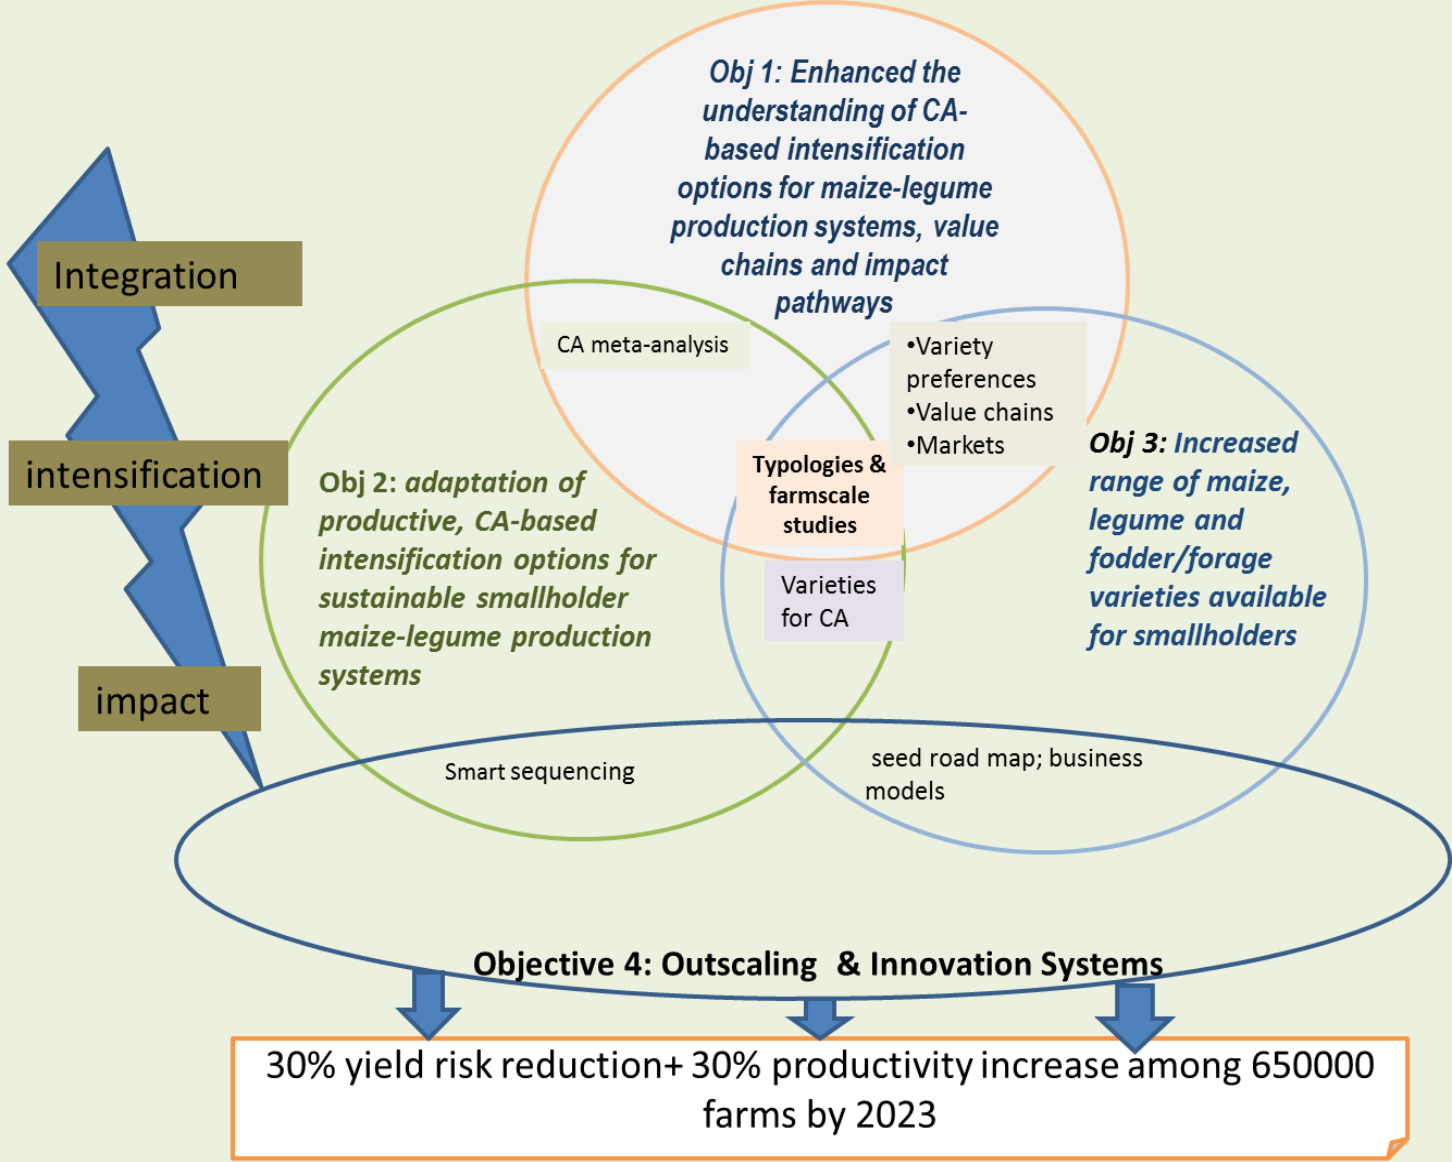 Obj 1: Enhanced the
understanding of CA-
based intensification
options for maize-legume
production systems, value
chains and impact
pathways
Integration
CA meta-analysis
•Variety
preferences
•Value chains
•Markets
intensification
Obj 2: adaptation of
productive, CA-based
intensification options for
sustainable smallholder
maize-legume production
systems
Typologies &
farmscale
studies
Obj 3: Increased
range of maize,
legume and
fodder/forage
varieties available
for smallholders
Varieties
for CA
impact
Smart sequencing
seed road map; business
models
Objective 4: Outscaling & Innovation Systems
30% yield risk reduction+ 30% productivity increase among 650000
farms by 2023